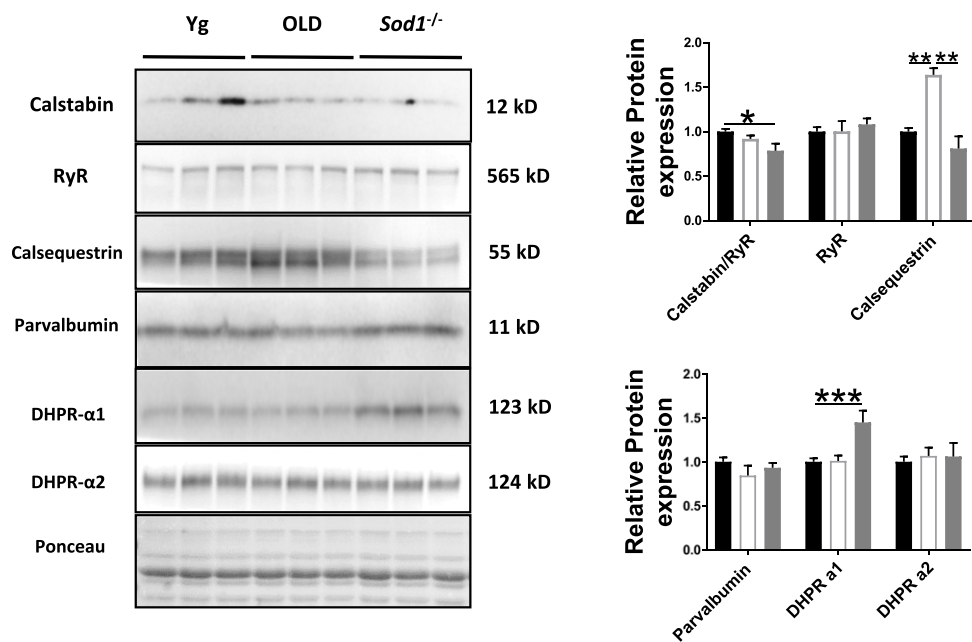 Yg OLD Sod1-/-
Calstabin 12 kD
RyR 565 kD
Calsequestrin 55 kD
Parvalbumin 11 kD
DHPR-α1 123 kD
DHPR-α2 124 kD
Ponceau
Relative Protein
expression
2.0
1.5
1.0
0.5
0.0
*
** **
Calstabin/RyR
RyR
Calsequestrin
Relative Protein
expression
2.0
1.5
1.0
0.5
0.0
***
Parvalbumin
DHPR a1
DHPR a2